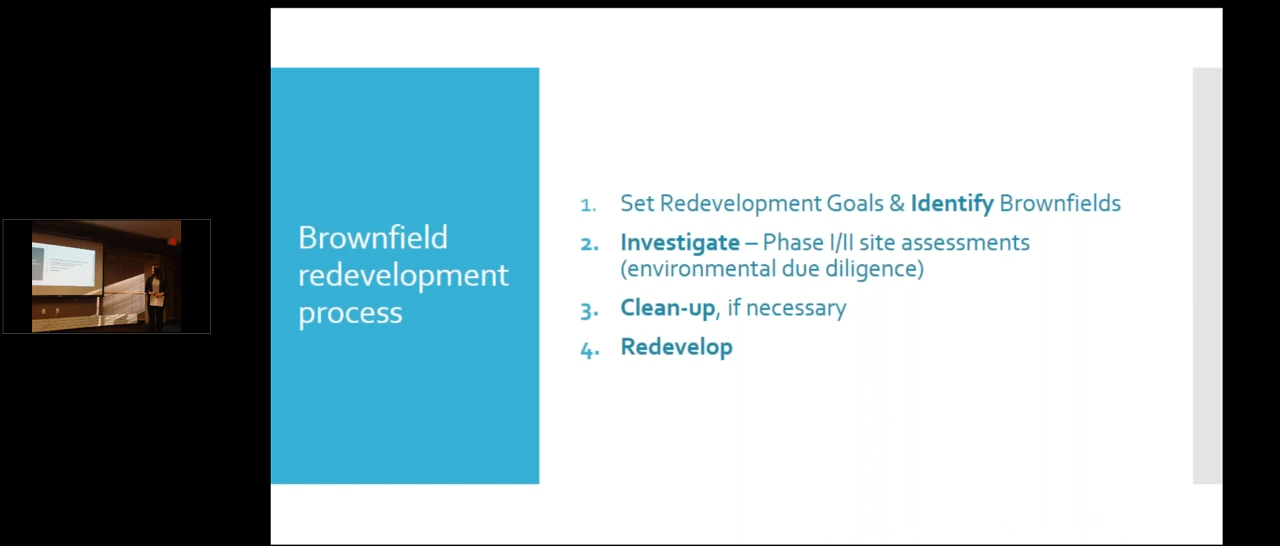 Brownfield
redevelopment
process
1. Set Redevelopment Goals & Identify Brownfields
2. Investigate – Phase I/II site assessments
(environmental due diligence)
3. Clean-up, if necessary
4. Redevelop